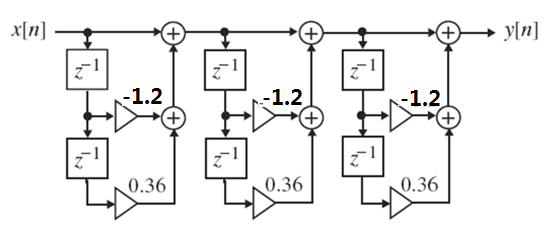 x[n] y[n]
z⁻¹ z⁻¹ z⁻¹
-1.2 -1.2 -1.2
z⁻¹ z⁻¹ z⁻¹
0.36 0.36 0.36